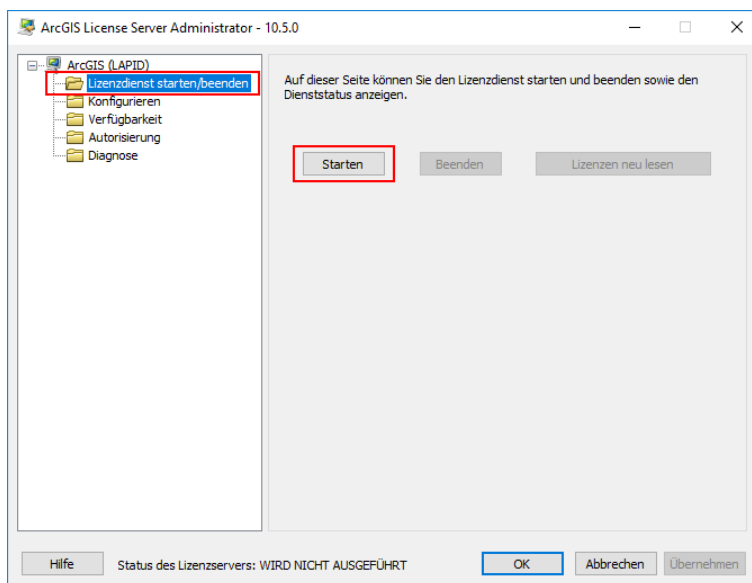 ArcGIS License Server Administrator - 10.5.0
ArcGIS (LAPID)
Lizenzdienst starten/beenden
Konfigurieren
Verfügbarkeit
Autorisierung
Diagnose
Auf dieser Seite können Sie den Lizenzdienst starten und beenden sowie den
Dienststatus anzeigen.
Starten
Beenden
Lizenzen neu lesen
Hilfe
Status des Lizenzservers: WIRD NICHT AUSGEFÜHRT
OK
Abbrechen
Übernehmen